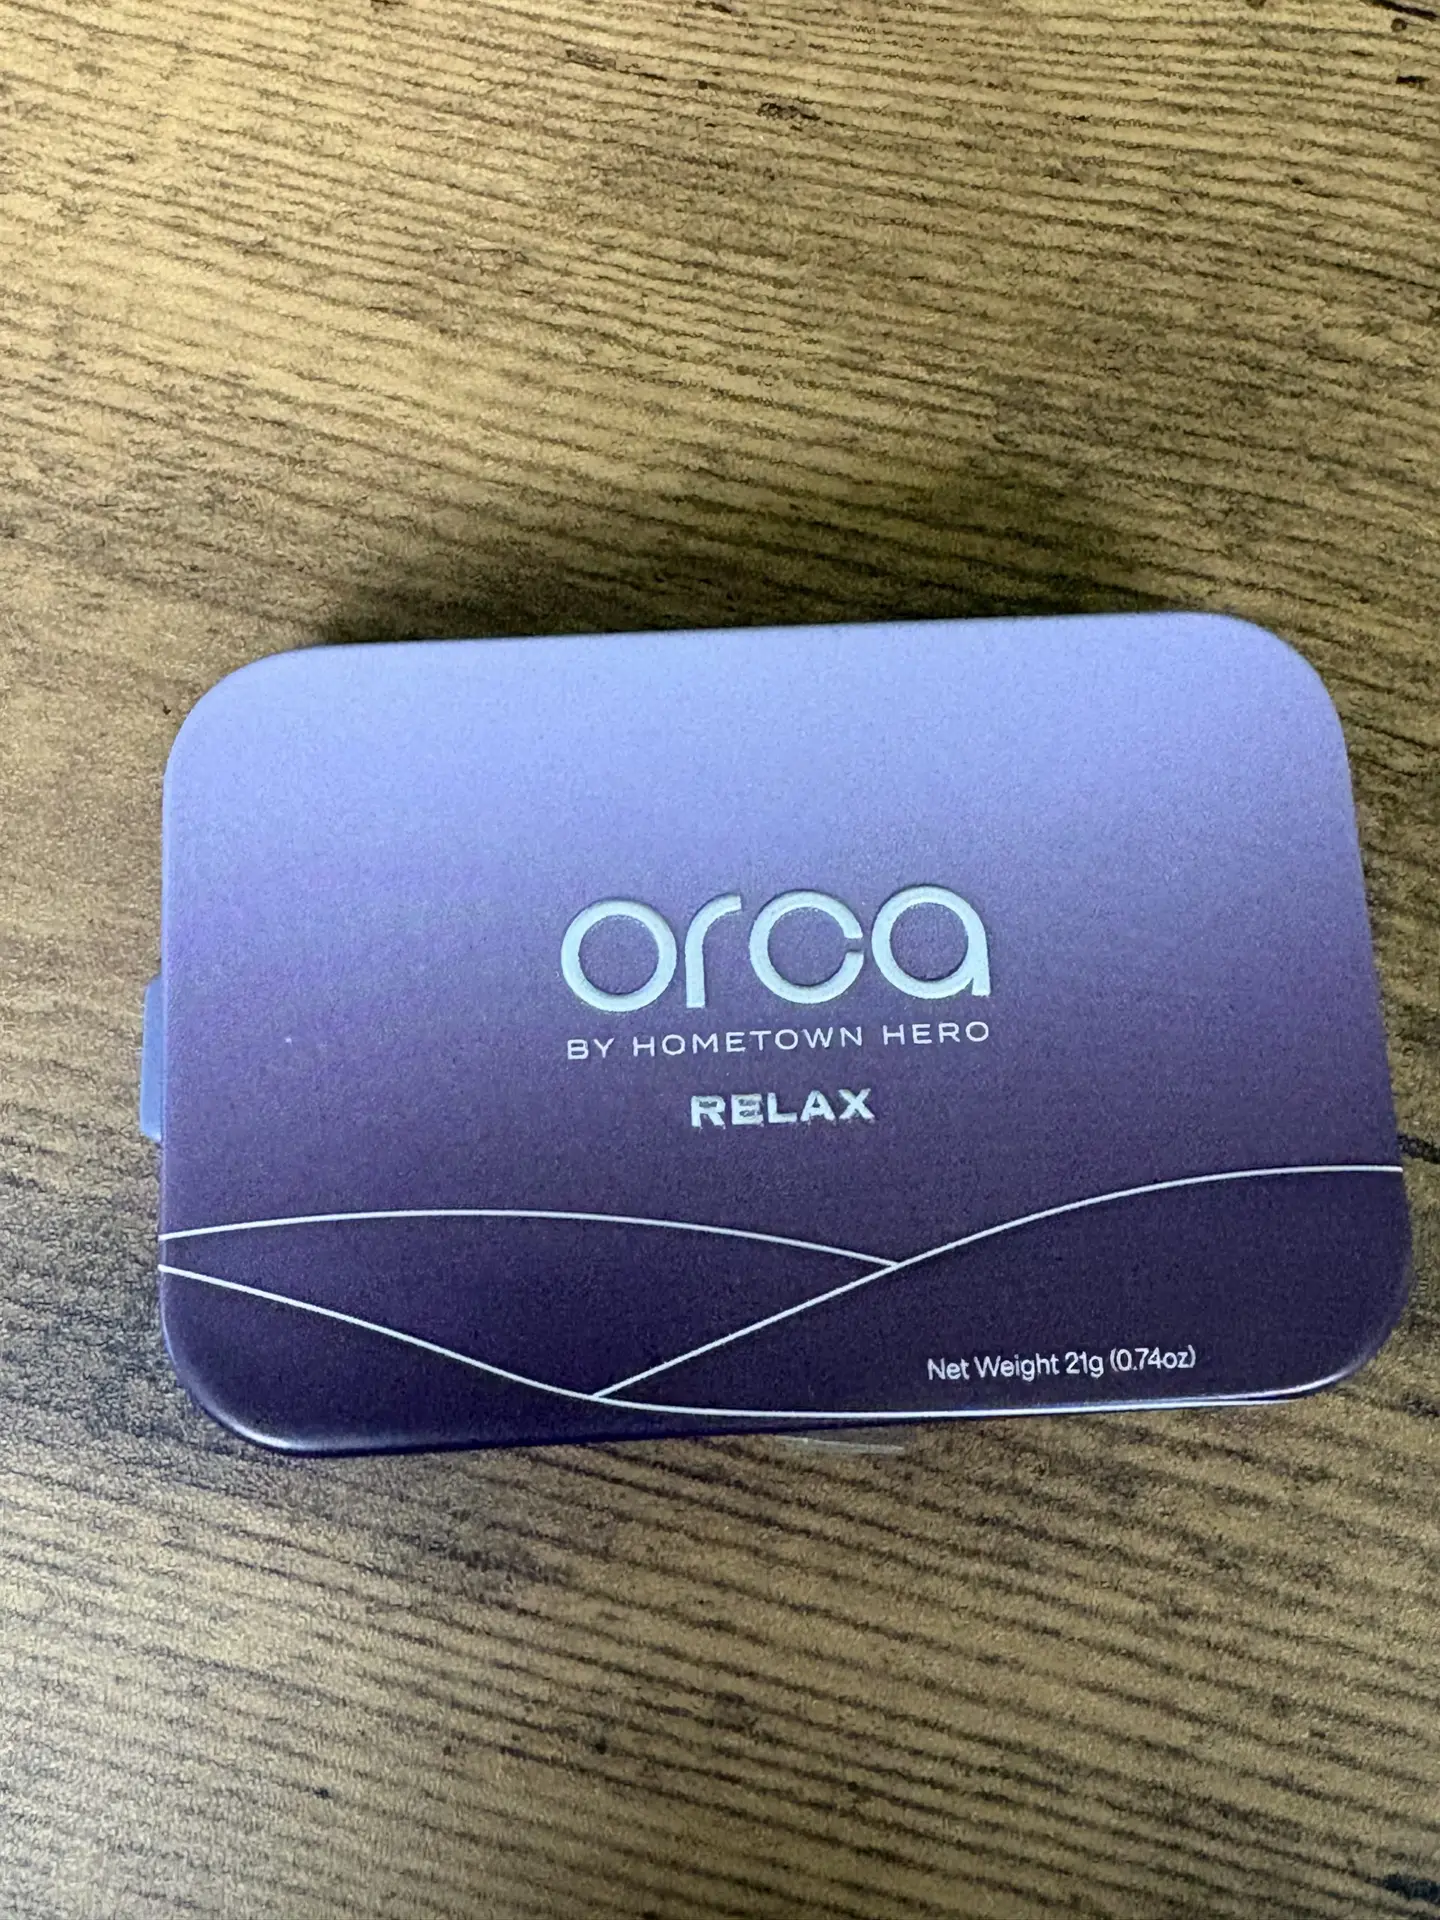 orca
BY HOMETOWN HERO
RELAX
Net Weight 21g (0.74oz)